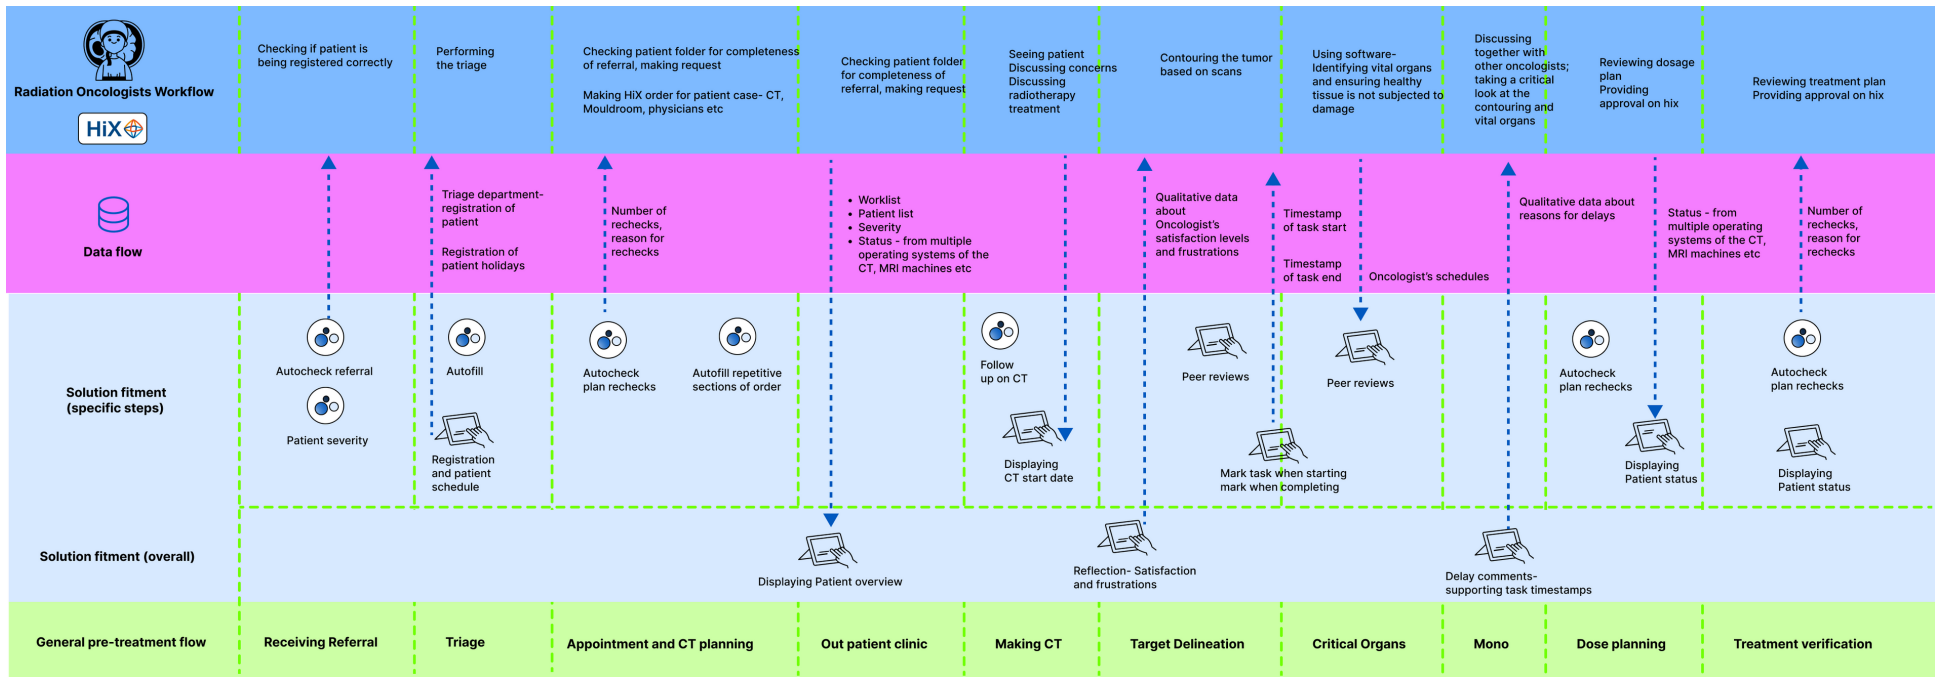 Radiation Oncologists Workflow
HiX
Checking if patient is
being registered correctly
Performing
the triage
Checking patient folder for completeness
of referral, making request
Making HiX order for patient case- CT,
Mouldroom, physicians etc
Checking patient folder
for completeness of
referral, making request
Seeing patient
Discussing concerns
Discussing
radiotherapy
treatment
Contouring the tumor
based on scans
Using software-
Identifying vital organs
and ensuring healthy
tissue is not subjected to
damage
Discussing
together with
other oncologists;
taking a critical
look at the
contouring and
vital organs
Reviewing dosage
plan
Providing
approval on hix
Reviewing treatment plan
Providing approval on hix
Data flow
Triage department-
registration of
patient
Registration of
patient holidays
Number of
rechecks,
reason for
rechecks
• Worklist
• Patient list
• Severity
• Status - from multiple
operating systems of the
CT, MRI machines etc
Qualitative data
about
Oncologist's
satisfaction levels
and frustrations
Timestamp
of task start
Timestamp
of task end
Oncologist's schedules
Qualitative data about
reasons for delays
Status - from
multiple operating
systems of the CT,
MRI machines etc
Number of
rechecks,
reason for
rechecks
Solution fitment
(specific steps)
Autocheck referral
Patient severity
Autofill
Registration
and patient
schedule
Autocheck
plan rechecks
Autofill repetitive
sections of order
Follow
up on CT
Displaying
CT start date
Peer reviews
Mark task when starting
mark when completing
Peer reviews
Autocheck
plan rechecks
Displaying
Patient status
Autocheck
plan rechecks
Displaying
Patient status
Solution fitment (overall)
Displaying Patient overview
Reflection- Satisfaction
and frustrations
Delay comments-
supporting task timestamps
General pre-treatment flow
Receiving Referral
Triage
Appointment and CT planning
Out patient clinic
Making CT
Target Delineation
Critical Organs
Mono
Dose planning
Treatment verification